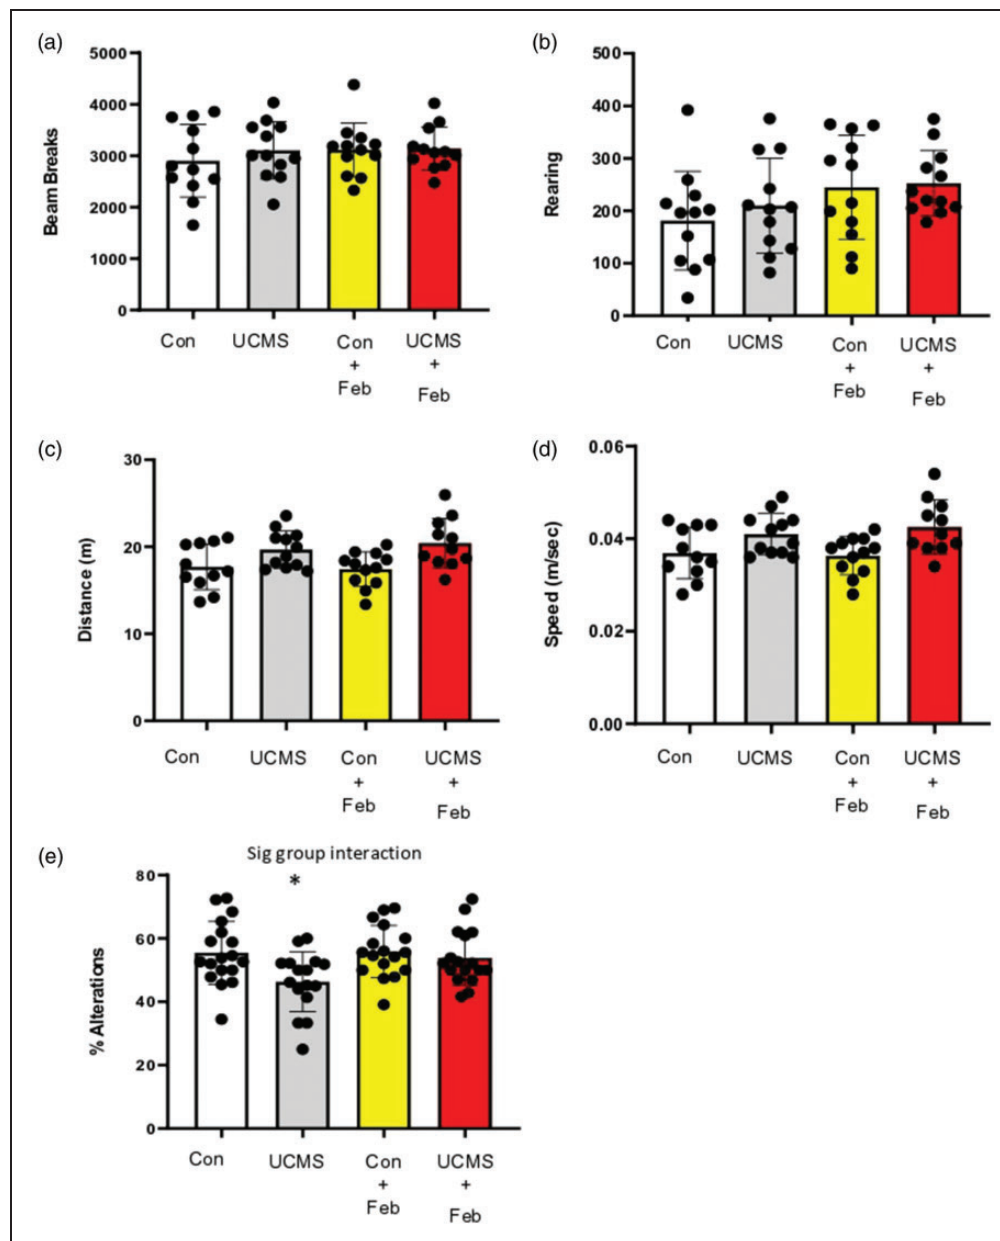 (a)
5000
4000
3000
2000
1000
0
Beam Breaks
Con
UCMS
Con
+
Feb
UCMS
+
Feb
(b)
500
400
300
200
100
0
Rearing
Con
UCMS
Con
+
Feb
UCMS
+
Feb
(c)
30
20
10
0
Distance (m)
Con
UCMS
Con
+
Feb
UCMS
+
Feb
(d)
0.06
0.04
0.02
0.00
Speed (m/sec)
Con
UCMS
Con
+
Feb
UCMS
+
Feb
(e)
Sig group interaction
*
80
60
40
20
0
% Alterations
Con
UCMS
Con
+
Feb
UCMS
+
Feb